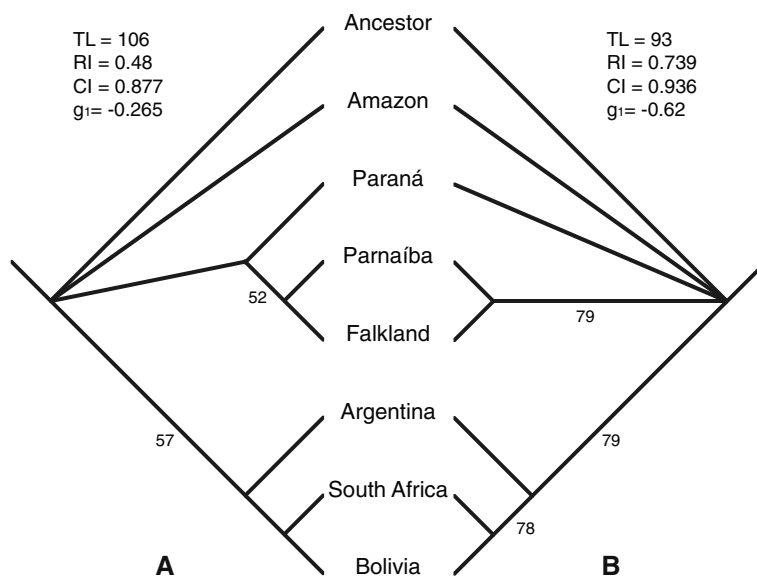 TL = 106
RI = 0.48
CI = 0.877
g1= -0.265
Ancestor
Amazon
Paraná
Parnaíba
Falkland
Argentina
South Africa
Bolivia
TL = 93
RI = 0.739
CI = 0.936
g1= -0.62
52
57
79
79
78
A
B